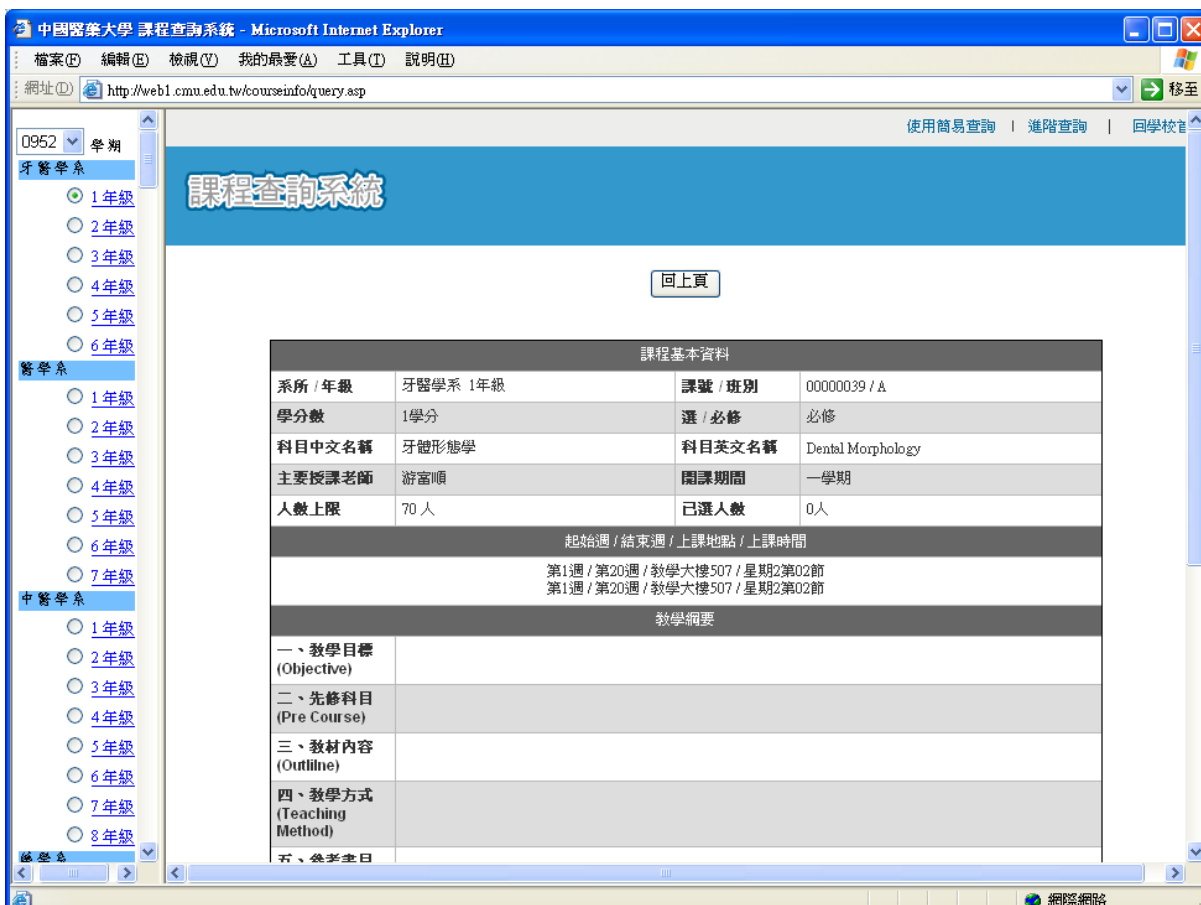 中國醫藥大學 課程查詢系統 - Microsoft Internet Explorer
檔案(F) 編輯(E) 檢視(V) 我的最愛(A) 工具(T) 說明(H)
網址(D) http://web1.cmu.edu.tw/courseinfo/query.asp 移至
0952 學期
牙醫學系
1年級
2年級
3年級
4年級
5年級
6年級
醫學系
1年級
2年級
3年級
4年級
5年級
6年級
7年級
中醫學系
1年級
2年級
3年級
4年級
5年級
6年級
7年級
8年級
使用簡易查詢 | 進階查詢 | 回學校
課程查詢系統
回上頁
課程基本資料
系所 / 年級 牙醫學系 1年級 課號 / 班別 00000039 / A
學分數 1學分 選 / 必修 必修
科目中文名稱 牙體形態學 科目英文名稱 Dental Morphology
主要授課老師 游富順 開課期間 一學期
人數上限 70 人 已選人數 0人
起始週 / 結束週 / 上課地點 / 上課時間
第1週 / 第20週 / 教學大樓507 / 星期2第02節
第1週 / 第20週 / 教學大樓507 / 星期2第02節
教學綱要
一、教學目標
(Objective)
二、先修科目
(Pre Course)
三、教材內容
(Outlilne)
四、教學方式
(Teaching
Method)
五、參考書目
網際網路